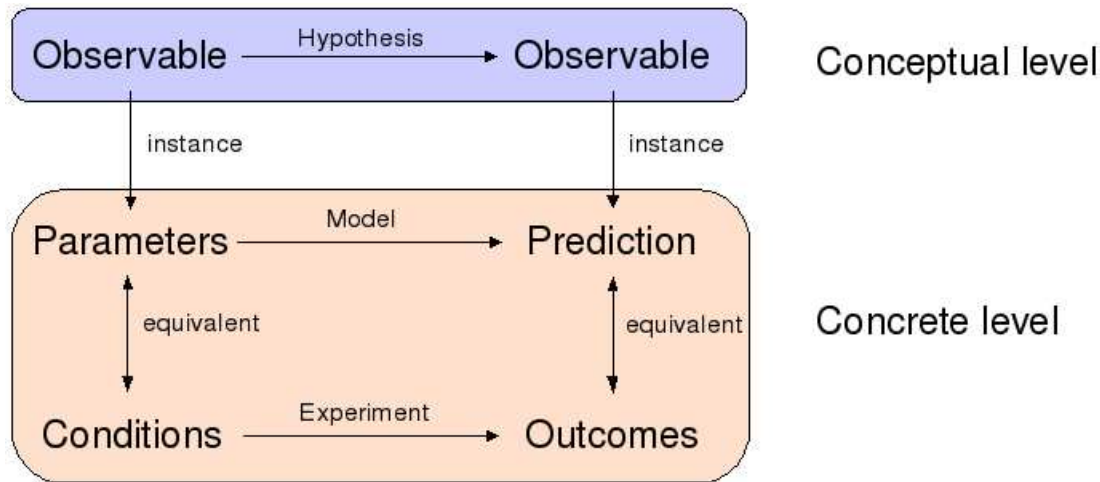 Observable
Hypothesis
Observable
Conceptual level
instance
instance
Parameters
Model
Prediction
equivalent
equivalent
Concrete level
Conditions
Experiment
Outcomes